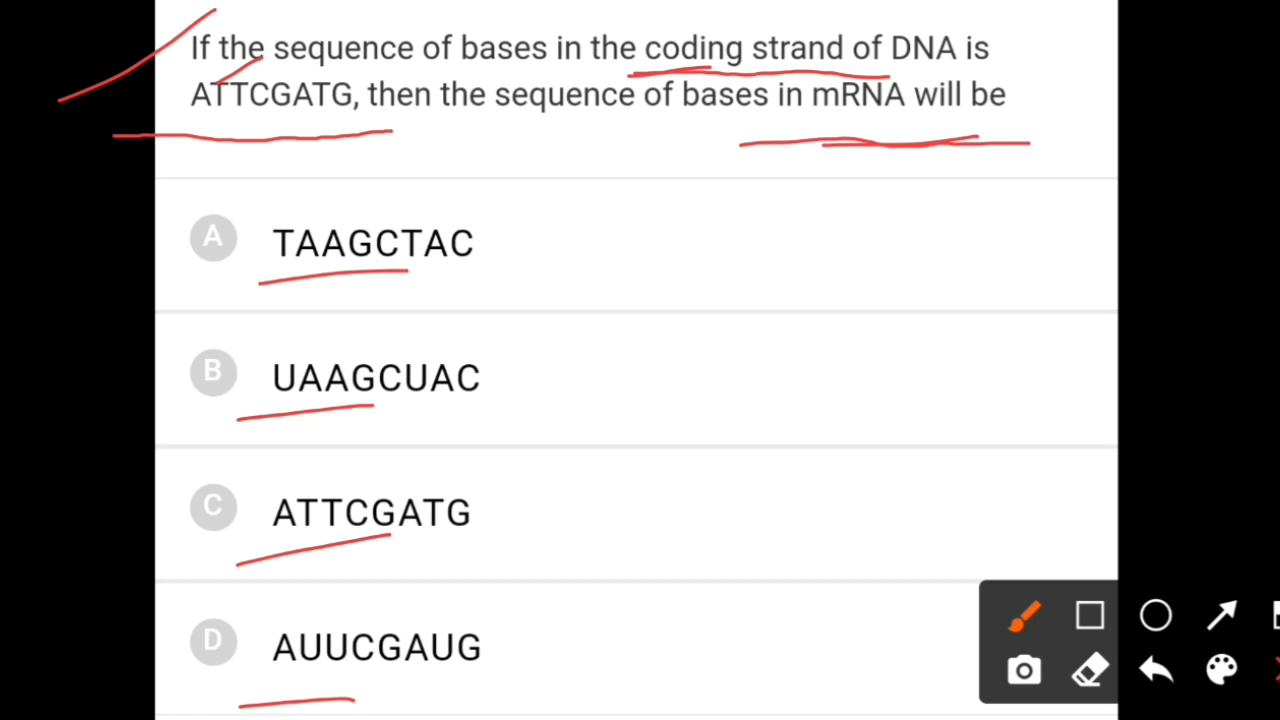 If the sequence of bases in the coding strand of DNA is
ATTCGATG, then the sequence of bases in mRNA will be
A TAAGCTAC
B UAAGCUAC
C ATTCGATG
D AUUCGAUG